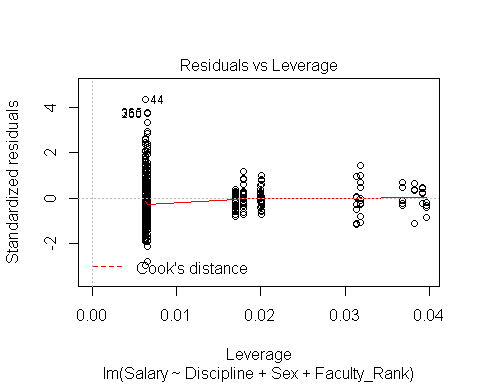 Residuals vs Leverage
Standardized residuals
4
2
0
-2
44
Cook's distance
0.00 0.01 0.02 0.03 0.04
Leverage
lm(Salary ~ Discipline + Sex + Faculty_Rank)